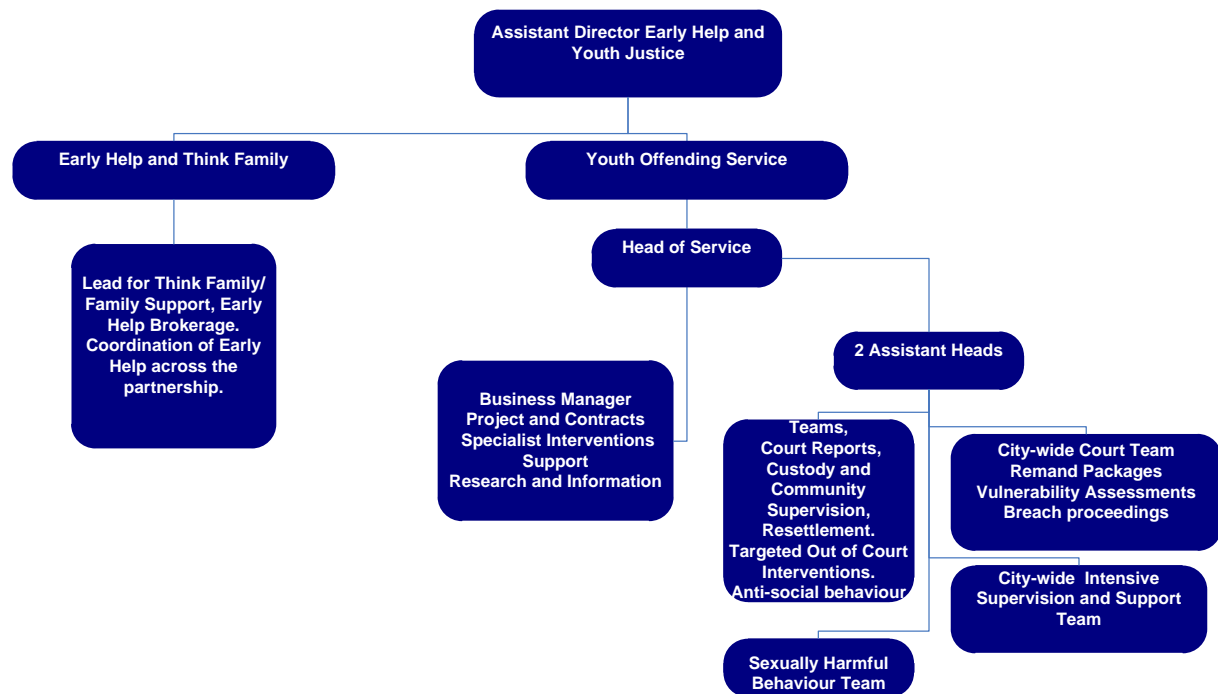 Assistant Director Early Help and
Youth Justice
Early Help and Think Family
Youth Offending Service
Head of Service
Lead for Think Family/
Family Support, Early
Help Brokerage.
Coordination of Early
Help across the
partnership.
2 Assistant Heads
Business Manager
Project and Contracts
Specialist Interventions
Support
Research and Information
Teams,
Court Reports,
Custody and
Community
Supervision,
Resettlement.
Targeted Out of Court
Interventions.
Anti-social behaviour
City-wide Court Team
Remand Packages
Vulnerability Assessments
Breach proceedings
City-wide  Intensive
Supervision and Support
Team
Sexually Harmful
Behaviour Team